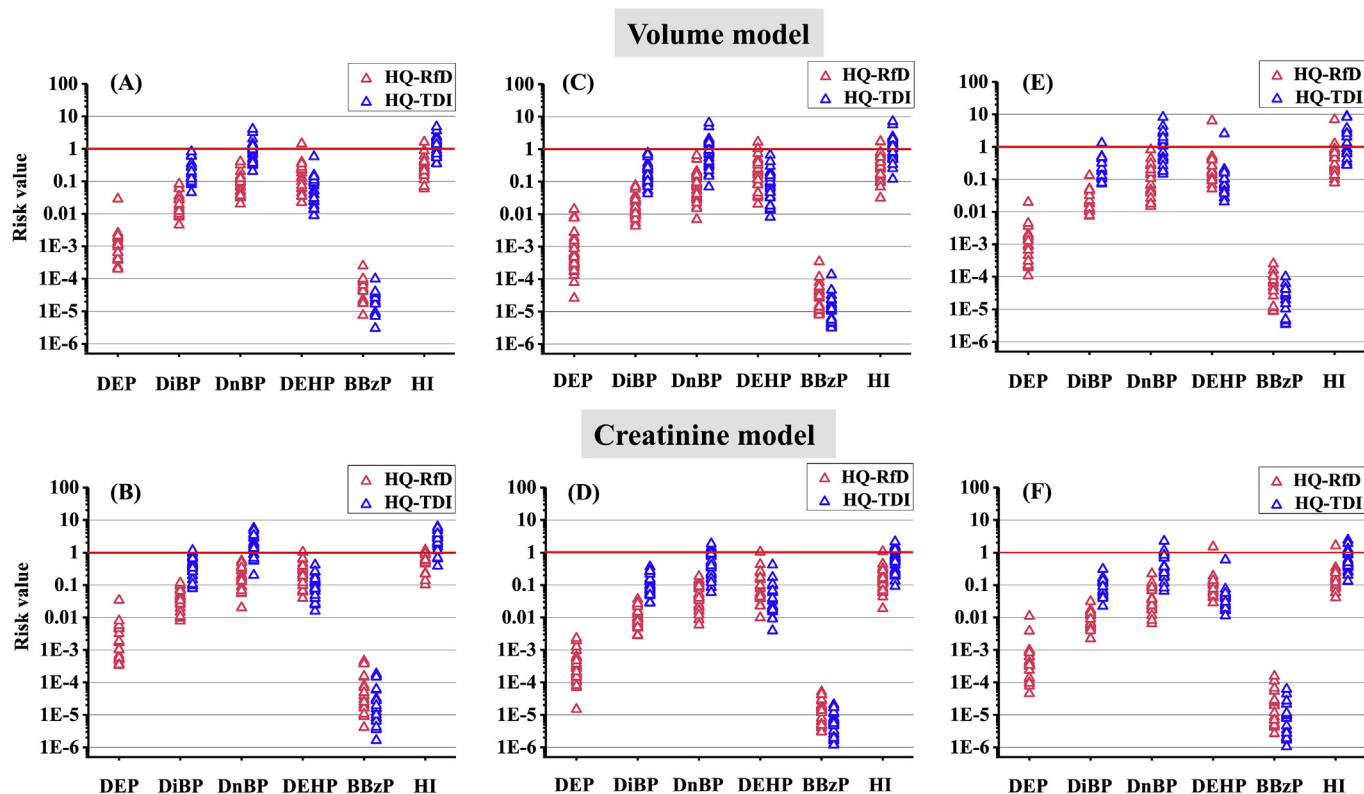 Volume model
(A)
HQ-RfD
HQ-TDI
Risk value
100
10
1
0.1
0.01
1E-3
1E-4
1E-5
1E-6
DEP DiBP DnBP DEHP BBzP HI
(C)
HQ-RfD
HQ-TDI
100
10
1
0.1
0.01
1E-3
1E-4
1E-5
1E-6
DEP DiBP DnBP DEHP BBzP HI
(E)
HQ-RfD
HQ-TDI
100
10
1
0.1
0.01
1E-3
1E-4
1E-5
1E-6
DEP DiBP DnBP DEHP BBzP HI
Creatinine model
(B)
HQ-RfD
HQ-TDI
Risk value
100
10
1
0.1
0.01
1E-3
1E-4
1E-5
1E-6
DEP DiBP DnBP DEHP BBzP HI
(D)
HQ-RfD
HQ-TDI
100
10
1
0.1
0.01
1E-3
1E-4
1E-5
1E-6
DEP DiBP DnBP DEHP BBzP HI
(F)
HQ-RfD
HQ-TDI
100
10
1
0.1
0.01
1E-3
1E-4
1E-5
1E-6
DEP DiBP DnBP DEHP BBzP HI